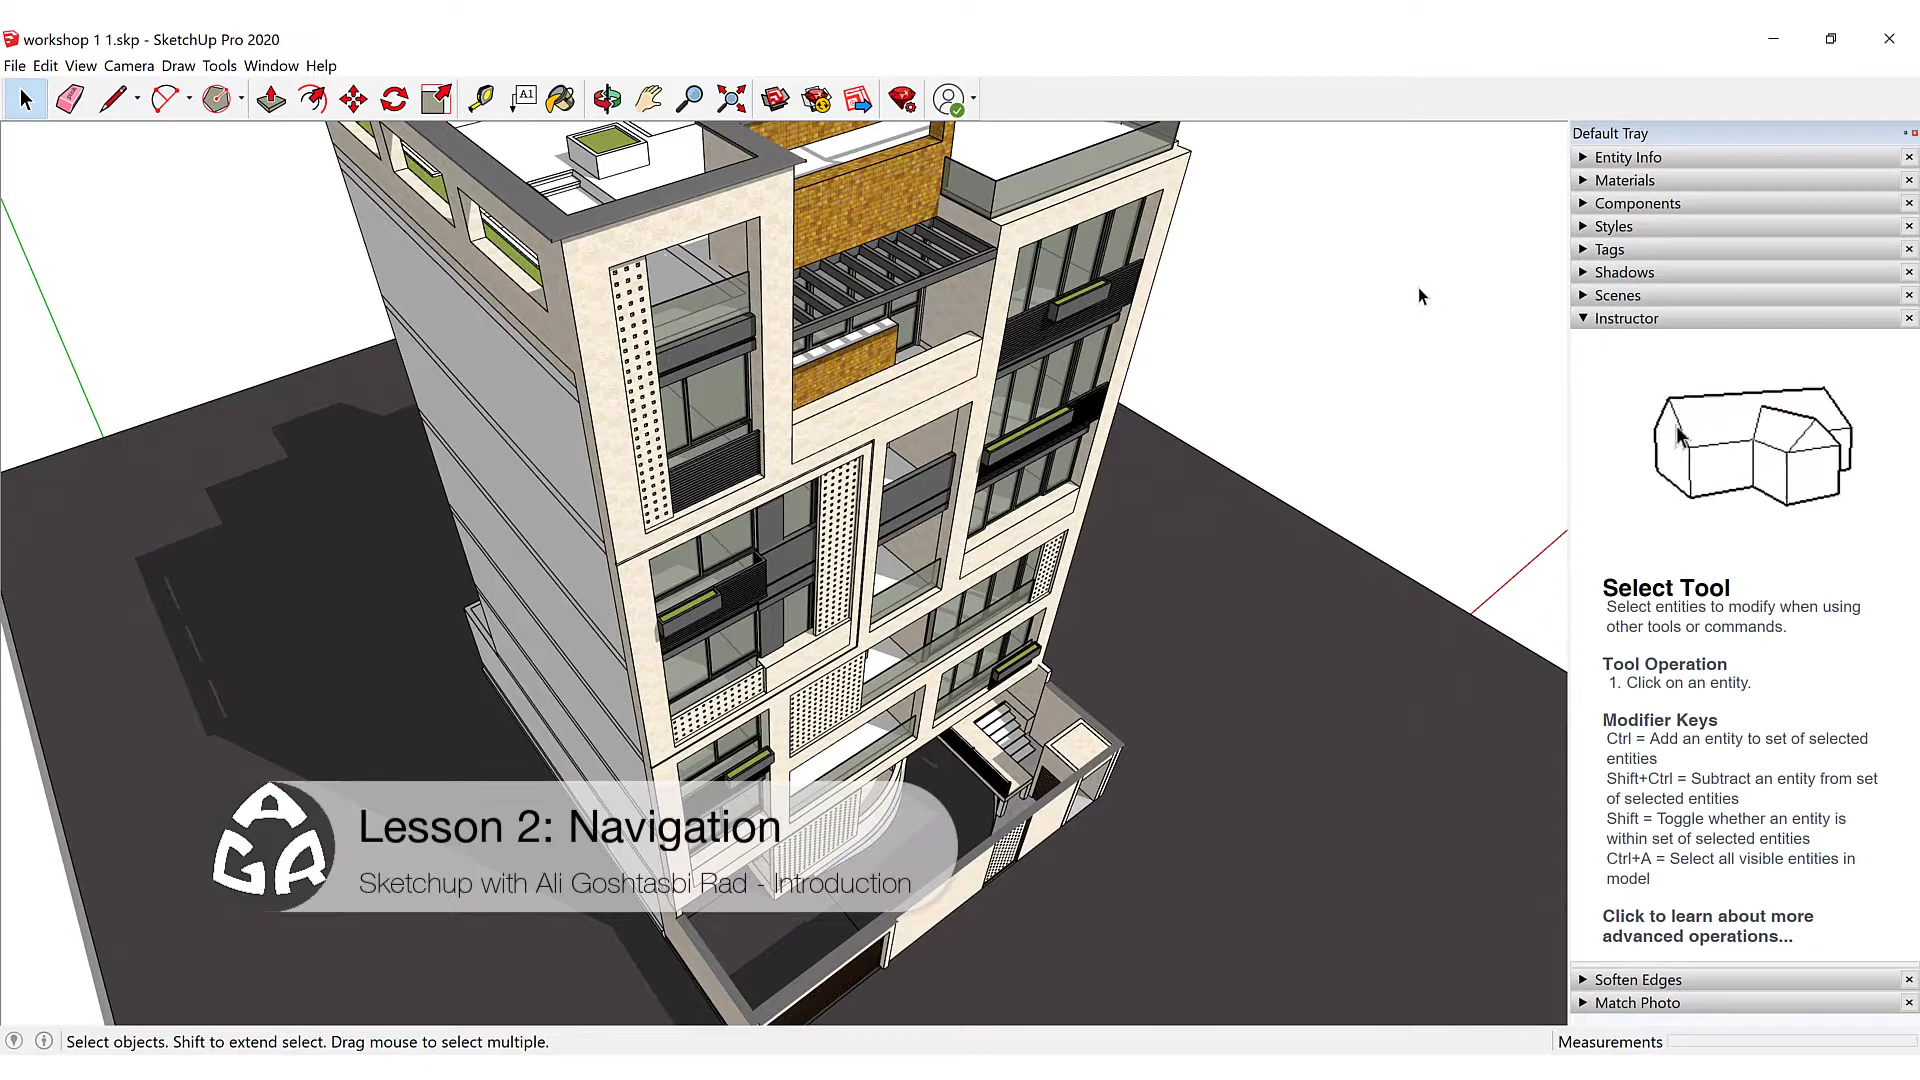 workshop 1 1.skp - SketchUp Pro 2020
File Edit View Camera Draw Tools Window Help
A1
Default Tray
Entity Info
Materials
Components
Styles
Tags
Shadows
Scenes
Instructor
Select Tool
Select entities to modify when using
other tools or commands.
Tool Operation
1. Click on an entity.
Modifier Keys
Ctrl = Add an entity to set of selected
entities
Shift+Ctrl = Subtract an entity from set
of selected entities
Shift = Toggle whether an entity is
within set of selected entities
Ctrl+A = Select all visible entities in
model
Click to learn about more
advanced operations...
Soften Edges
Match Photo
AGR
Lesson 2: Navigation
Sketchup with Ali Goshtasbi Rad - Introduction
Select objects. Shift to extend select. Drag mouse to select multiple.
Measurements